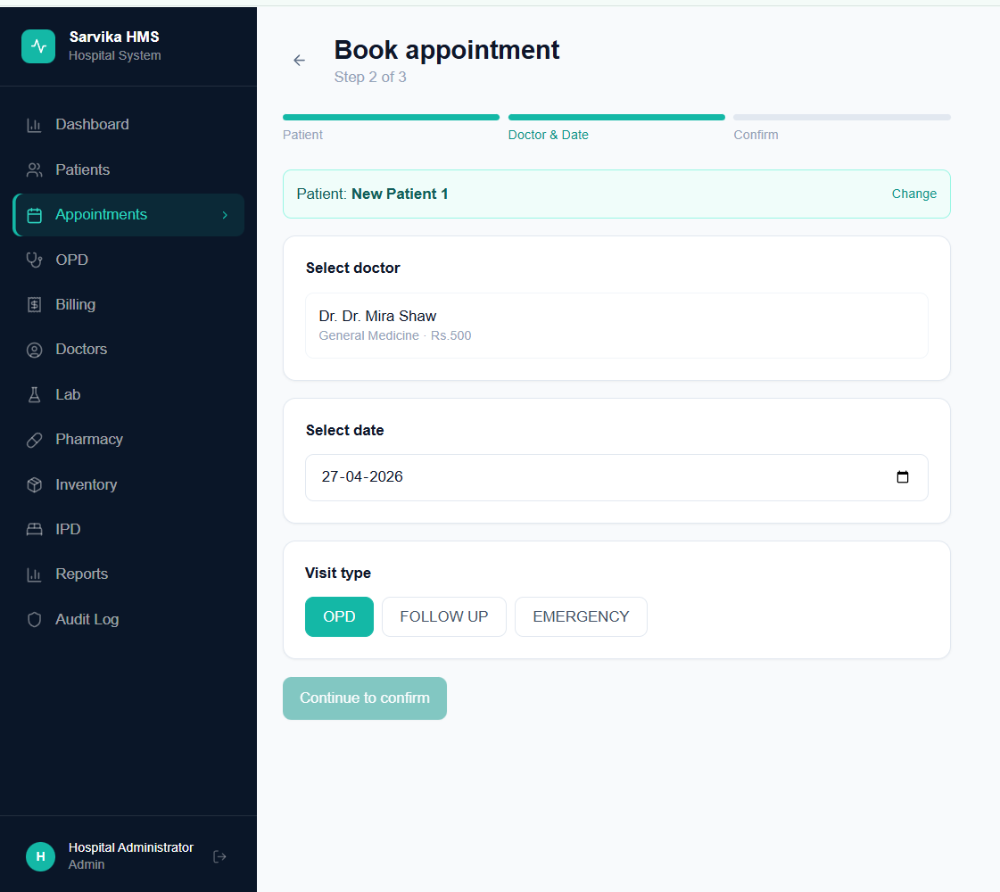 Sarvika HMS
Hospital System
Dashboard
Patients
Appointments
OPD
Billing
Doctors
Lab
Pharmacy
Inventory
IPD
Reports
Audit Log
H
Hospital Administrator
Admin
Book appointment
Step 2 of 3
Patient
Doctor & Date
Confirm
Patient: New Patient 1
Change
Select doctor
Dr. Dr. Mira Shaw
General Medicine · Rs.500
Select date
27-04-2026
Visit type
OPD
FOLLOW UP
EMERGENCY
Continue to confirm